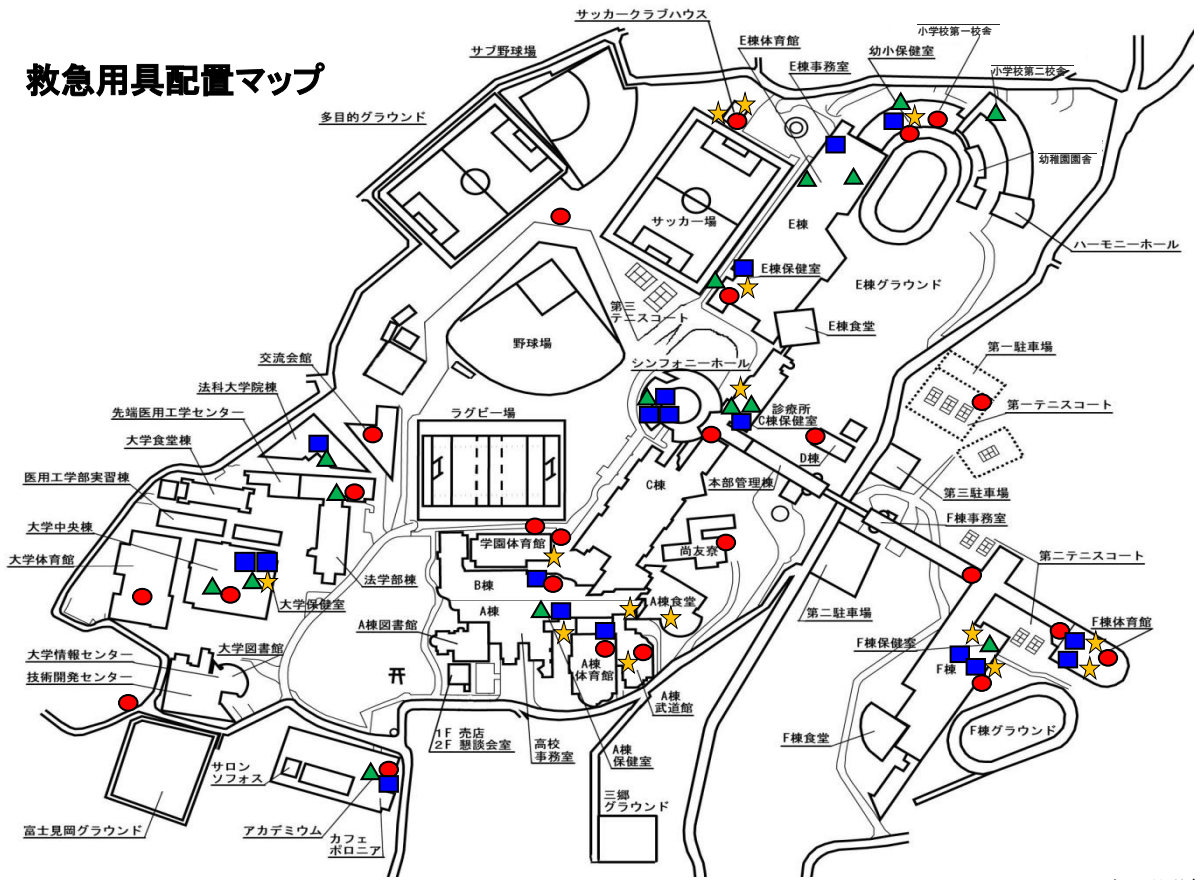 救急用具配置マップ
サッカークラブハウス
小学校第一校舎
E棟体育館
幼小保健室
サブ野球場
E棟事務室
小学校第二校舎
多目的グラウンド
幼稚園園舎
サッカー場
E棟
ハーモニーホール
E棟保健室
E棟グラウンド
第三
テニスコート
E棟食堂
野球場
シンフォニーホール
第一駐車場
交流会館
法科大学院棟
第一テニスコート
先端医用工学センター
ラグビー場
診療所
C棟保健室
大学食堂棟
D棟
医用工学部実習棟
C棟
本部管理棟
第三駐車場
大学中央棟
F棟事務室
学園体育館
尚友寮
第二テニスコート
大学体育館
法学部棟
B棟
大学保健室
A棟
A棟食堂
第二駐車場
A棟図書館
F棟体育館
F棟保健室
大学情報センター
大学図書館
F棟
技術開発センター
A棟
体育館
A棟
武道館
1F 売店
2F 懇談会室
高校
事務室
A棟
保健室
F棟グラウンド
F棟食堂
サロン
ソフォス
三郷
グラウンド
富士見岡グラウンド
アカデミウム
カフェ
ボロニア